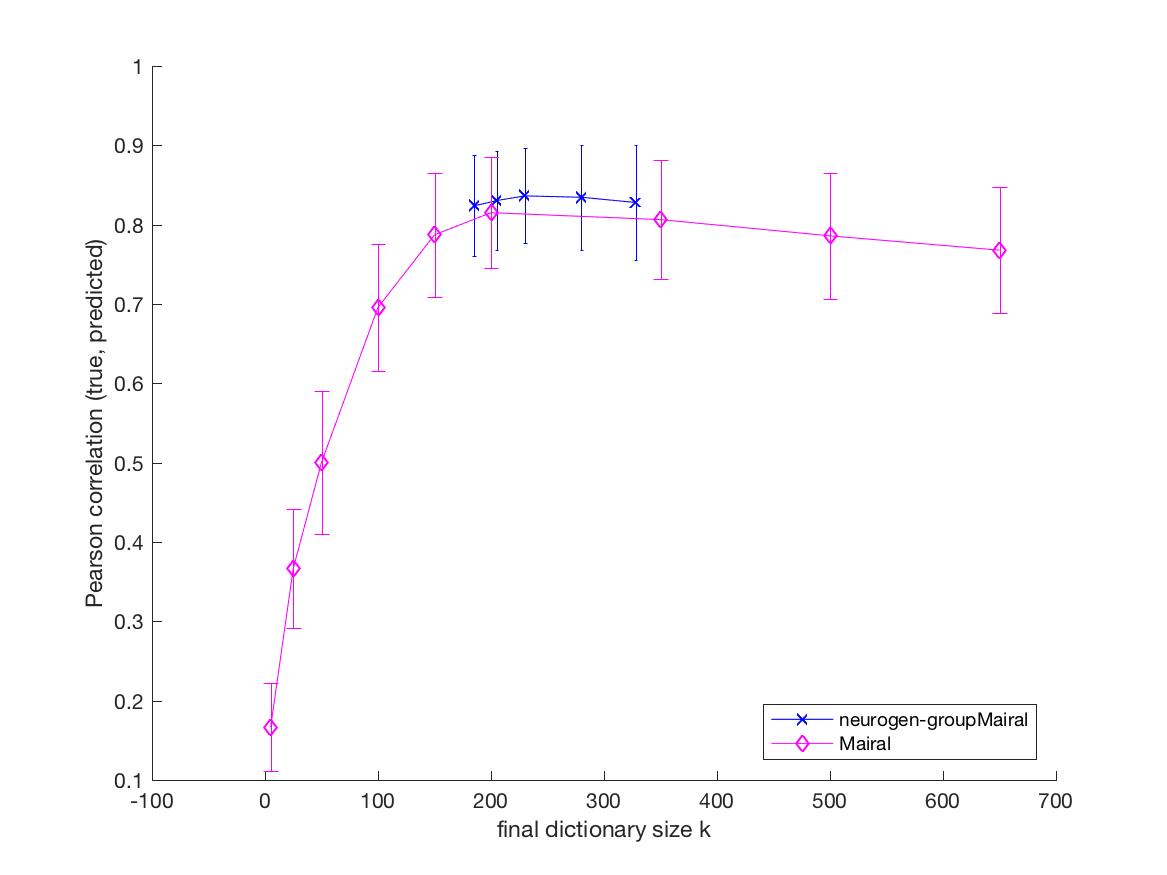 1
0.9
0.8
0.7
0.6
0.5
0.4
0.3
0.2
0.1
Pearson correlation (true, predicted)
-100 0 100 200 300 400 500 600 700
final dictionary size k
neurogen-groupMairal
Mairal